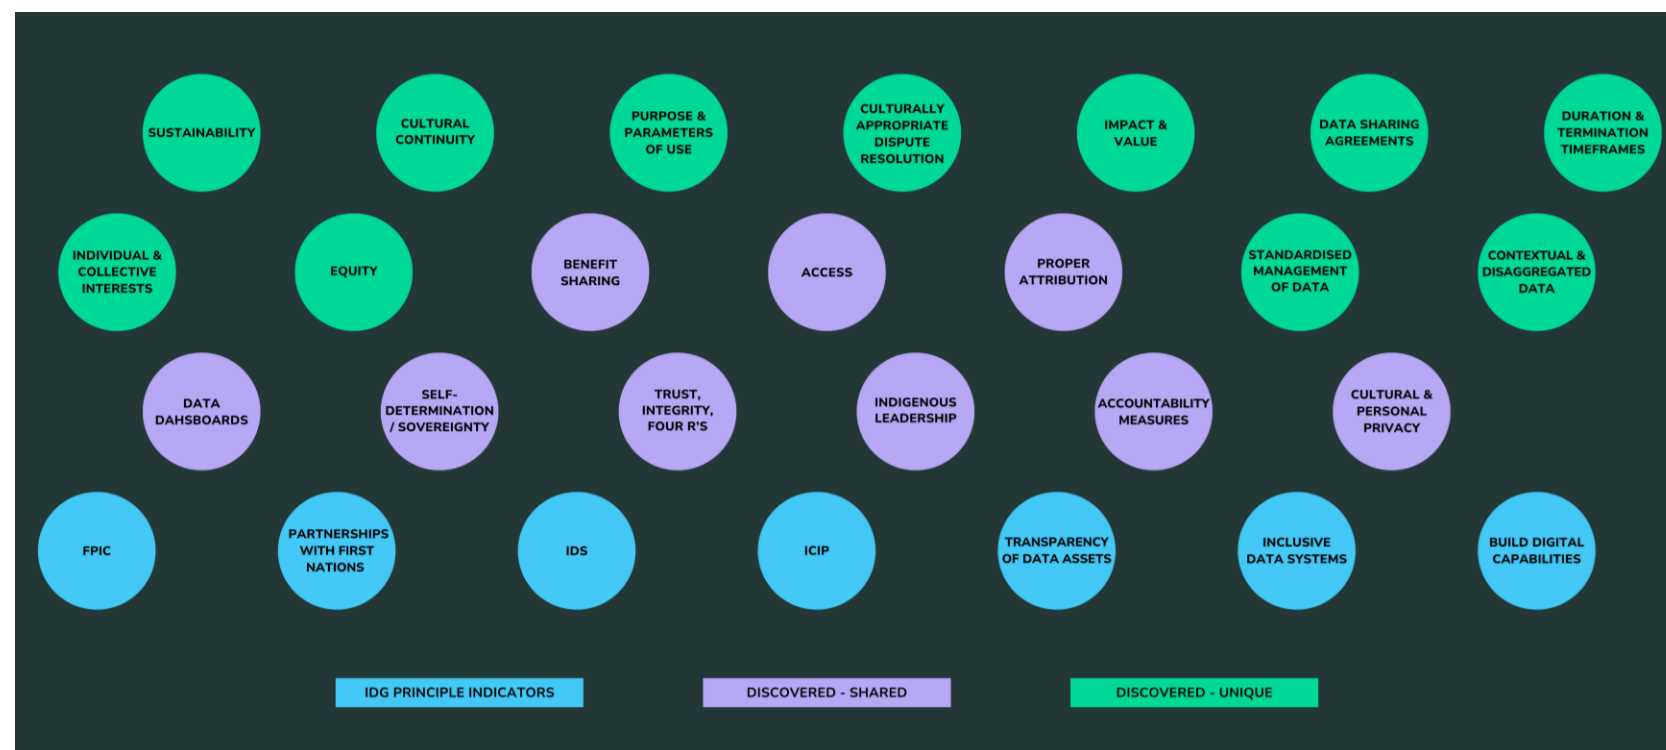 SUSTAINABILITY
CULTURAL
CONTINUITY
PURPOSE &
PARAMETERS
OF USE
CULTURALLY
APPROPRIATE
DISPUTE
RESOLUTION
IMPACT &
VALUE
DATA SHARING
AGREEMENTS
DURATION &
TERMINATION
TIMEFRAMES
INDIVIDUAL &
COLLECTIVE
INTERESTS
EQUITY
BENEFIT
SHARING
ACCESS
PROPER
ATTRIBUTION
STANDARDISED
MANAGEMENT
OF DATA
CONTEXTUAL &
DISAGGREGATED
DATA
DATA
DAHSBOARDS
SELF-
DETERMINATION
/ SOVEREIGNTY
TRUST,
INTEGRITY,
FOUR R'S
INDIGENOUS
LEADERSHIP
ACCOUNTABILITY
MEASURES
CULTURAL &
PERSONAL
PRIVACY
FPIC
PARTNERSHIPS
WITH FIRST
NATIONS
IDS
ICIP
TRANSPARENCY
OF DATA ASSETS
INCLUSIVE
DATA SYSTEMS
BUILD DIGITAL
CAPABILITIES
IDG PRINCIPLE INDICATORS
DISCOVERED - SHARED
DISCOVERED - UNIQUE